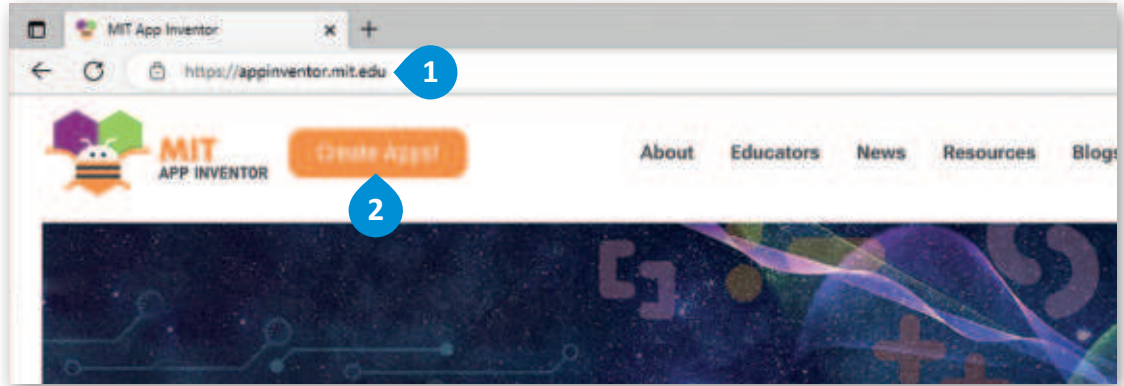 MIT App Inventor
https://appinventor.mit.edu 1
MIT
APP INVENTOR
Create Apps!
About Educators News Resources Blogs
2